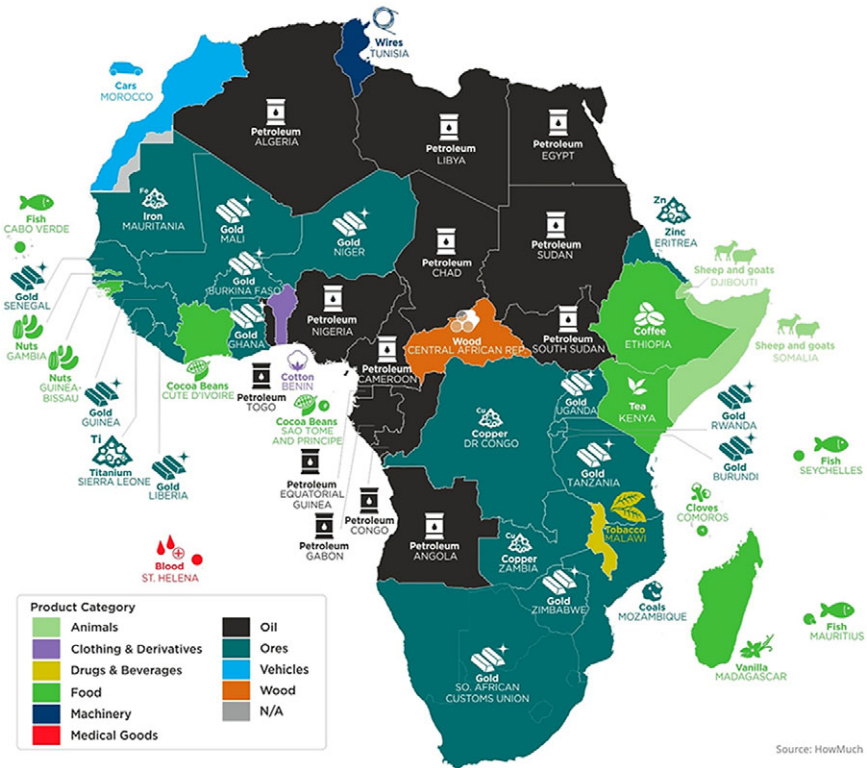 Wires
TUNISIA
Cars
MOROCCO
Petroleum
ALGERIA
Petroleum
LIBYA
Petroleum
EGYPT
Fish
CABO VERDE
Fe
Iron
MAURITANIA
Gold
MALI
Gold
NIGER
Petroleum
CHAD
Petroleum
SUDAN
Zn
Zinc
ERITREA
Gold
SENEGAL
Gold
BURKINA FASO
Sheep and goats
DJIBOUTI
Nuts
GAMBIA
Nuts
GUINEA-
BISSAU
Gold
GHANA
Petroleum
NIGERIA
Wood
CENTRAL AFRICAN REP.
Petroleum
SOUTH SUDAN
Coffee
ETHIOPIA
Sheep and goats
SOMALIA
Gold
GUINEA
Cocoa Beans
CÙTE D'IVOIRE
Petroleum
TOGO
Cotton
BENIN
Petroleum
CAMEROON
Gold
UGANDA
Tea
KENYA
Gold
RWANDA
Ti
Titanium
SIERRA LEONE
Gold
LIBERIA
Cocoa Beans
SAO TOME
AND PRINCIPE
Cu
Copper
DR CONGO
Gold
TANZANIA
Gold
BURUNDI
Fish
SEYCHELLES
Petroleum
EQUATORIAL
GUINEA
Petroleum
CONGO
Petroleum
GABON
Petroleum
ANGOLA
Cu
Copper
ZAMBIA
Tobacco
MALAWI
Cloves
COMOROS
Blood
ST. HELENA
Gold
ZIMBABWE
Coals
MOZAMBIQUE
Fish
MAURITIUS
Vanilla
MADAGASCAR
Gold
SO. AFRICAN
CUSTOMS UNION
Product Category
Animals
Clothing & Derivatives
Drugs & Beverages
Food
Machinery
Medical Goods
Oil
Ores
Vehicles
Wood
N/A
Source: HowMuch